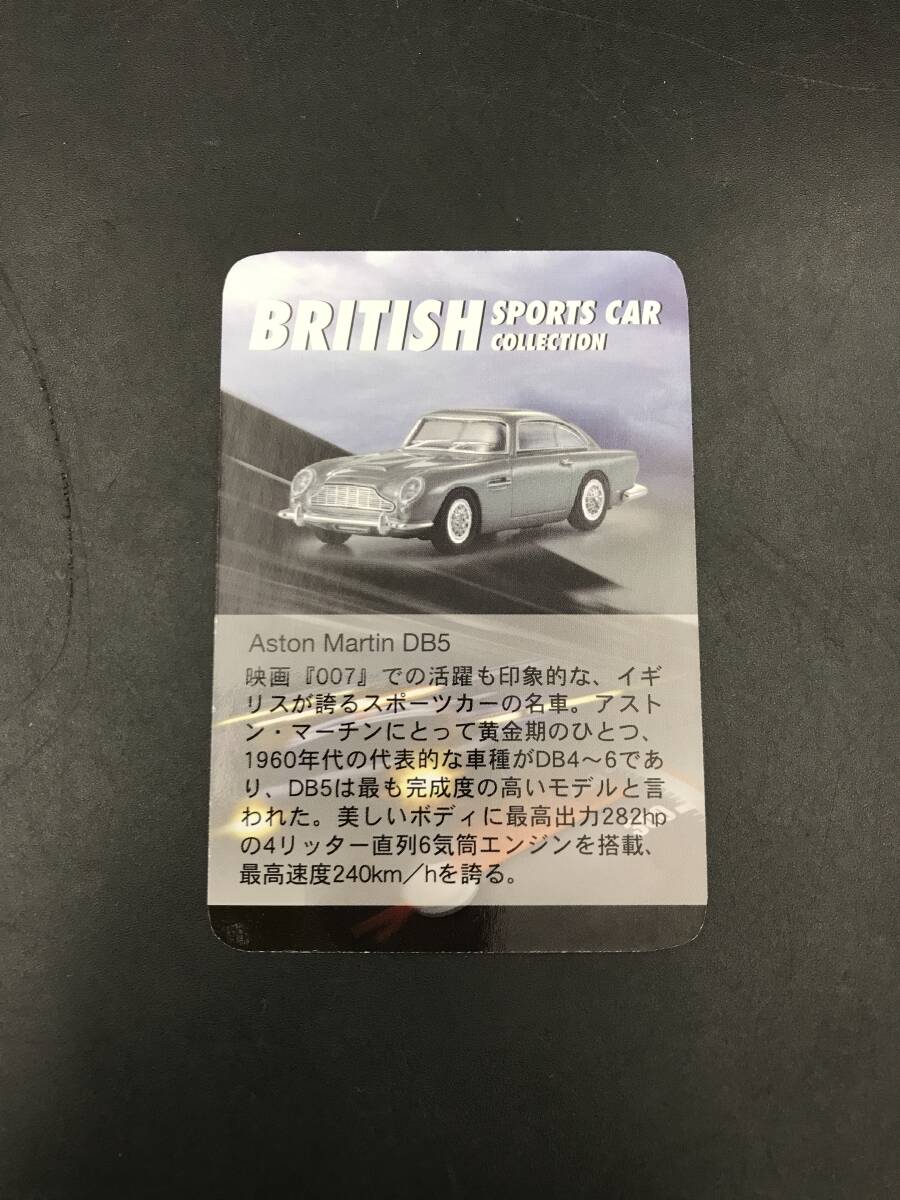 BRITISH SPORTS CAR
COLLECTION
Aston Martin DB5
映画『007』での活躍も印象的な、イギ
リスが誇るスポーツカーの名車。アスト
ン・マーチンにとって黄金期のひとつ、
1960年代の代表的な車種がDB4～6であ
り、DB5は最も完成度の高いモデルと言
われた。美しいボディに最高出力282hp
の4リッター直列6気筒エンジンを搭載、
最高速度240km／hを誇る。